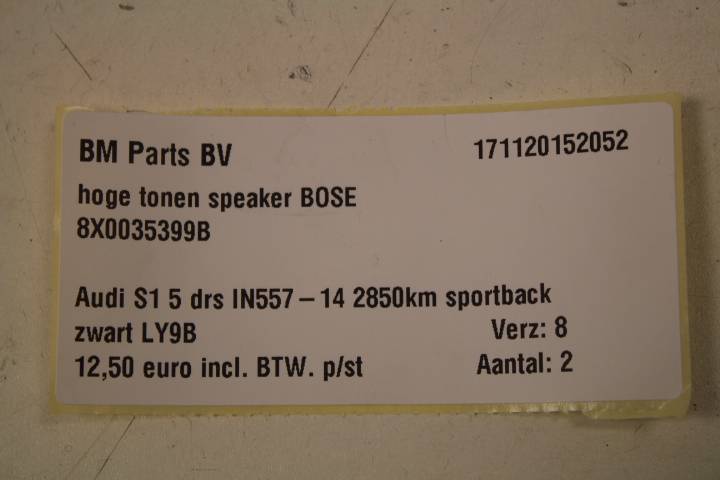 BM Parts BV 171120152052
hoge tonen speaker BOSE
8X0035399B
Audi S1 5 drs IN557-14 2850km sportback
zwart LY9B Verz: 8
12,50 euro incl. BTW. p/st Aantal: 2